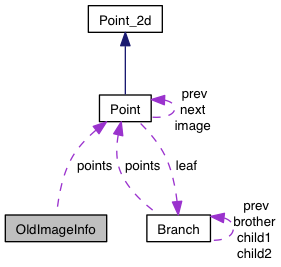 Point_2d
Point
prev
next
image
points
points
leaf
OldImageInfo
Branch
prev
brother
child1
child2